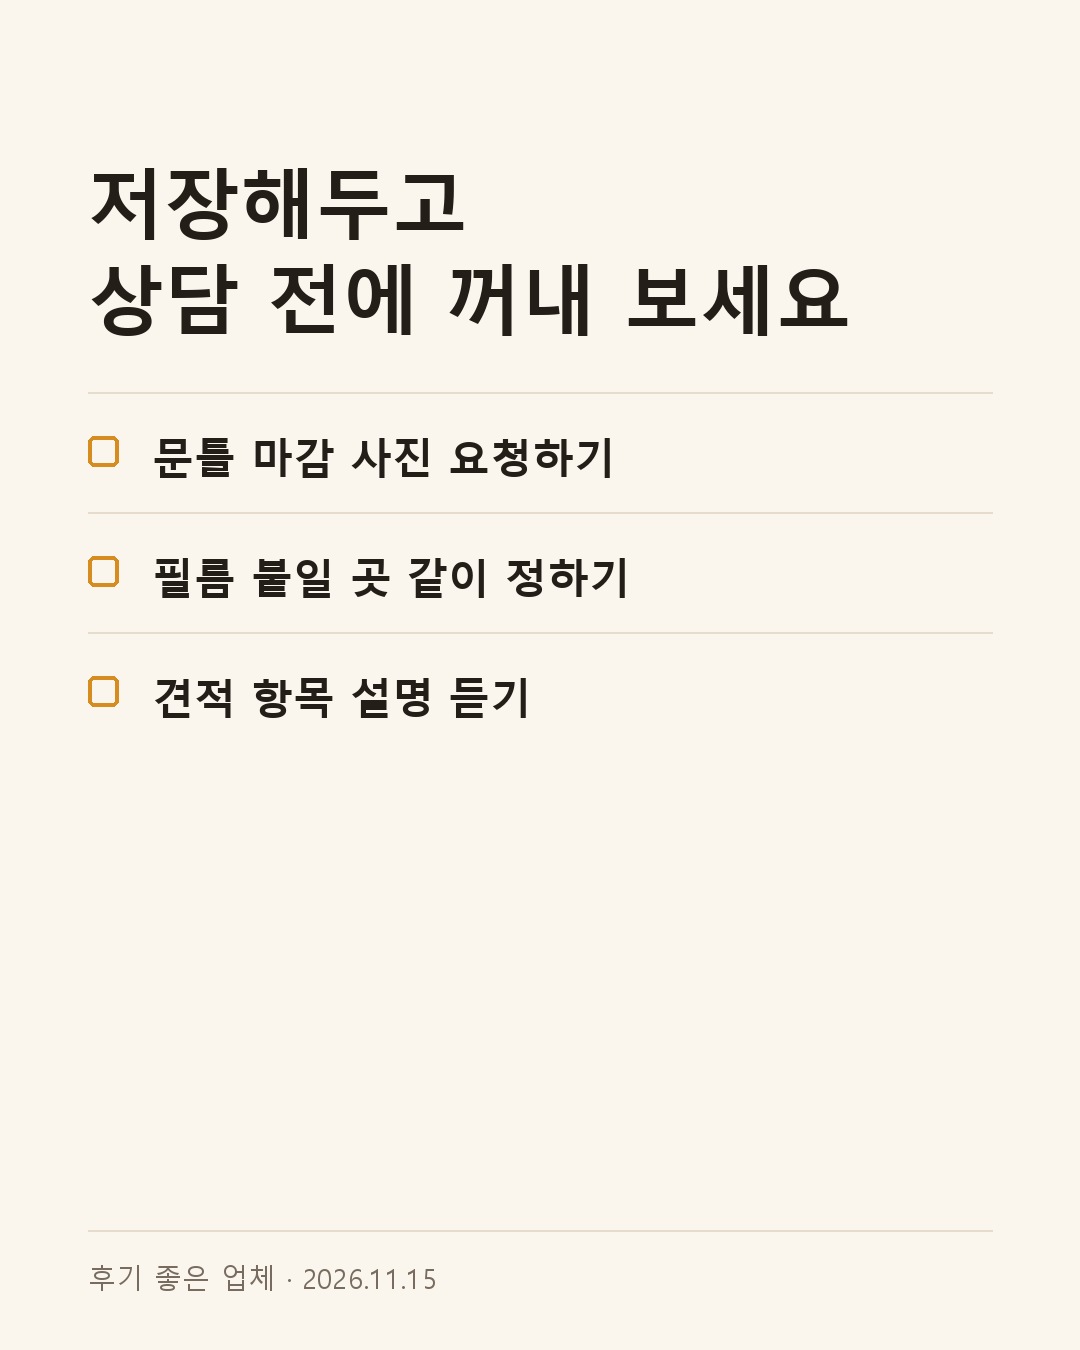 저장해두고
상담 전에 꺼내 보세요
문틀 마감 사진 요청하기
필름 붙일 곳 같이 정하기
견적 항목 설명 듣기
후기 좋은 업체 · 2026.11.15